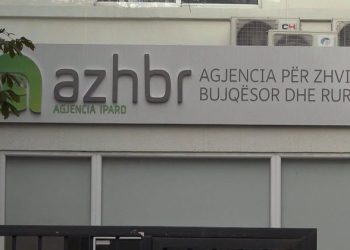 azhbr
AGJENCIA IPARD
AGJENCIA PËR ZHVI
BUJQËSOR DHE RUR